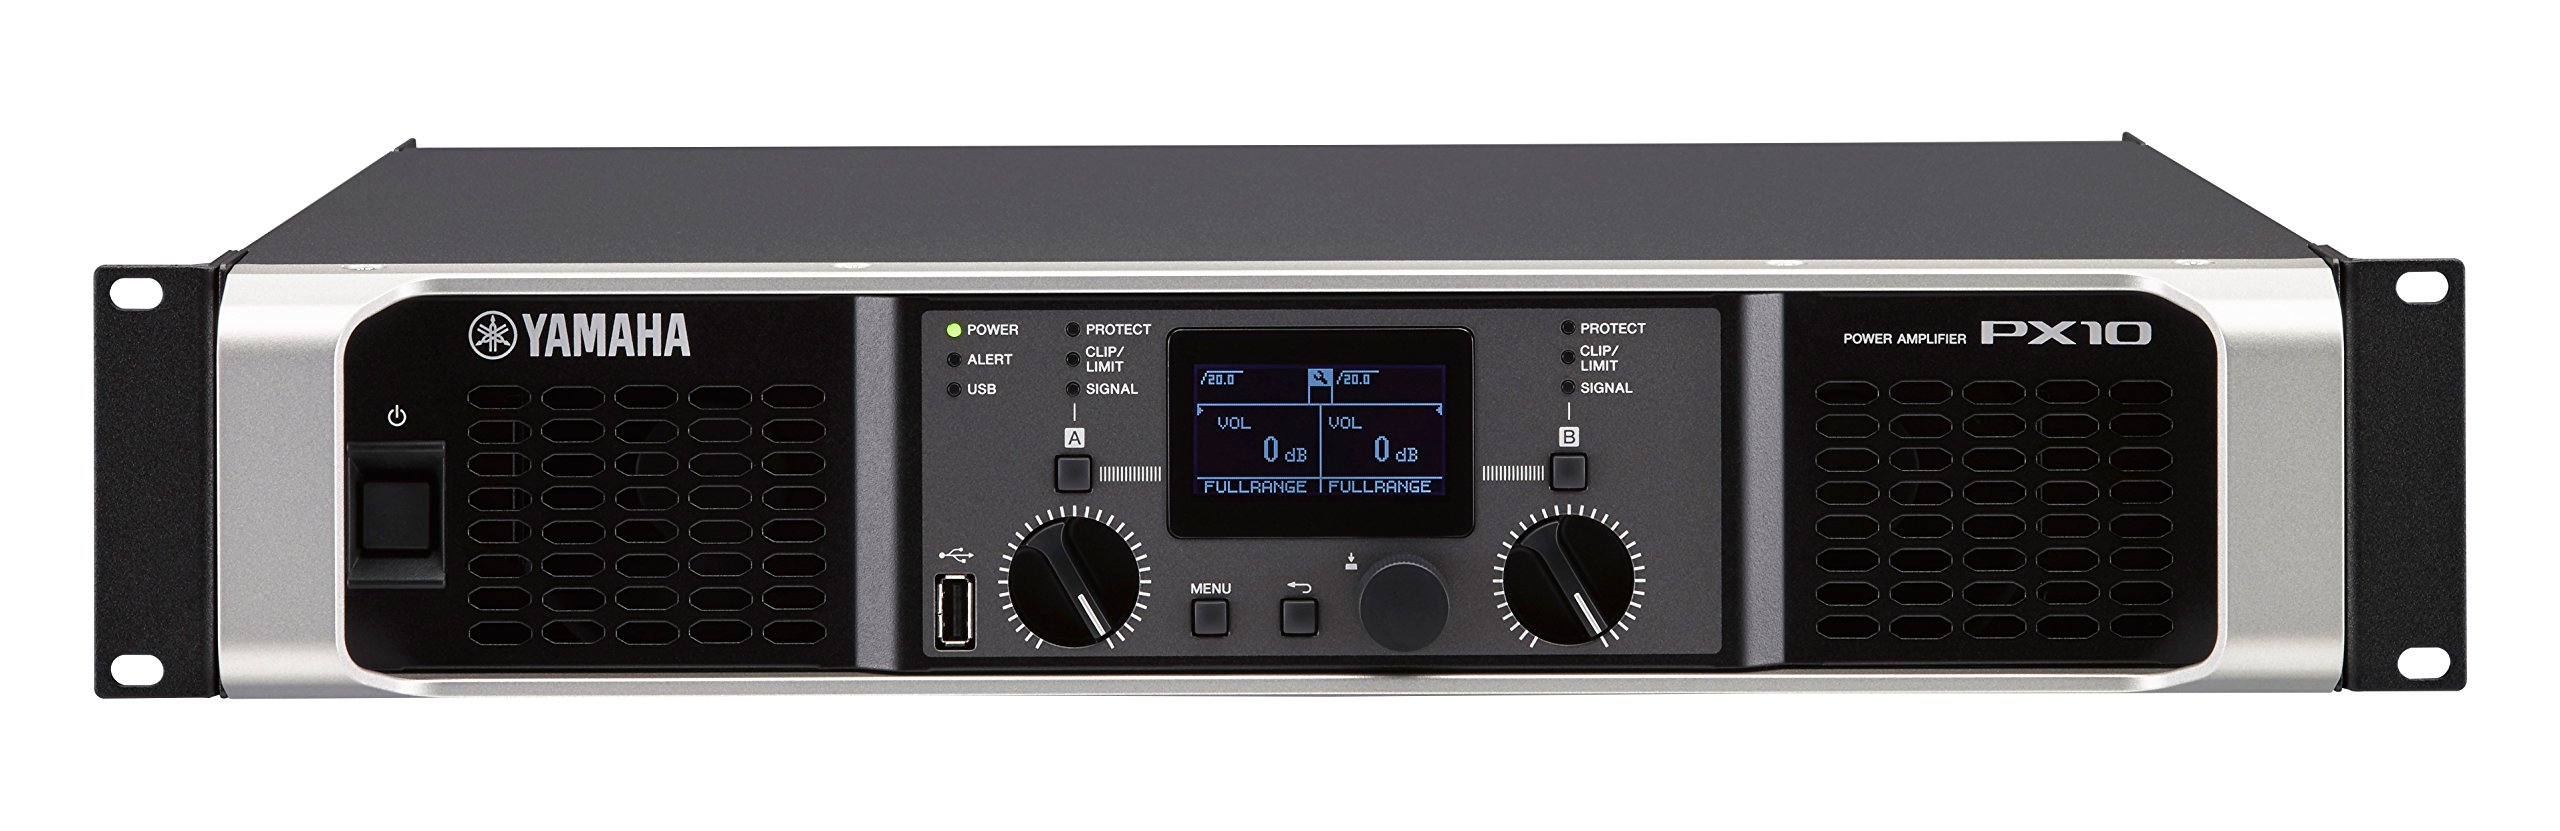 YAMAHA
POWER
ALERT
USB
PROTECT
CLIP/
LIMIT
SIGNAL
A
/20.0 /20.0
VOL VOL
0 dB 0 dB
FULLRANGE FULLRANGE
MENU
PROTECT
CLIP/
LIMIT
SIGNAL
B
POWER AMPLIFIER PX10